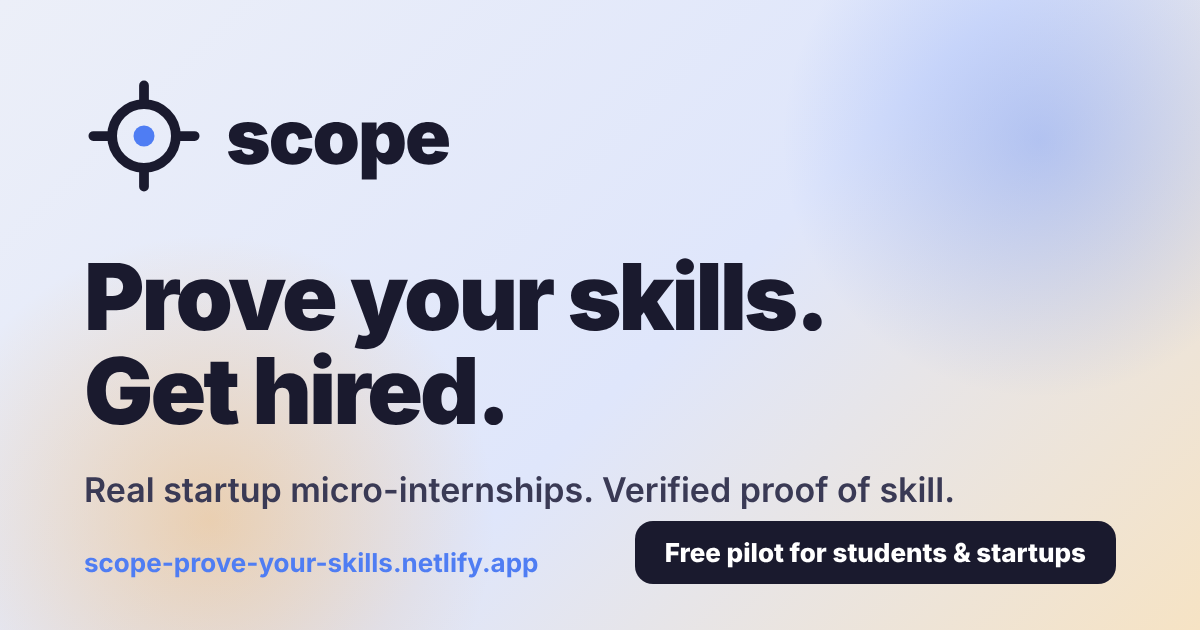 scope
Prove your skills.
Get hired.
Real startup micro-internships. Verified proof of skill.
scope-prove-your-skills.netlify.app
Free pilot for students & startups